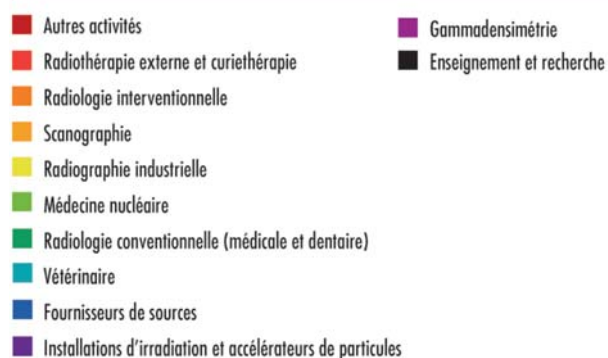 Autres activités
Radiothérapie externe et curiethérapie
Radiologie interventionnelle
Scanographie
Radiographie industrielle
Médecine nucléaire
Radiologie conventionnelle (médicale et dentaire)
Vétérinaire
Fournisseurs de sources
Installations d'irradiation et accélérateurs de particules
Gammadensimétrie
Enseignement et recherche